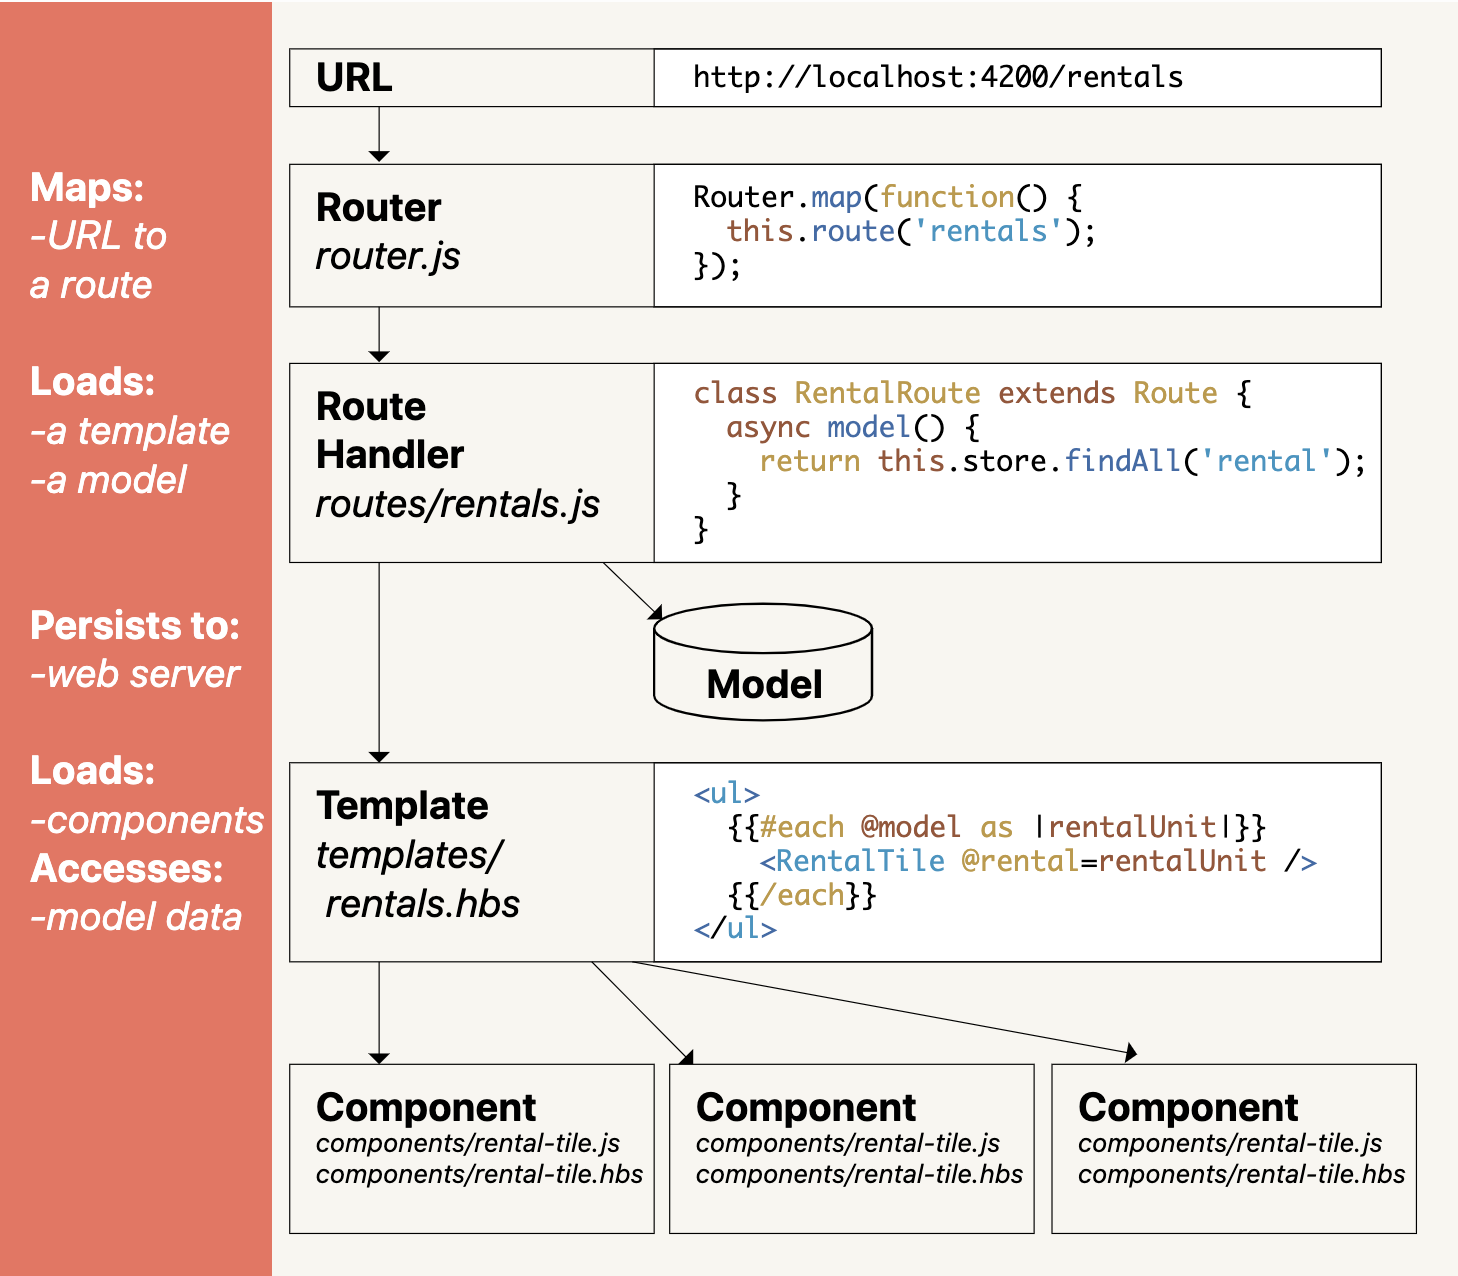 URL
http://localhost:4200/rentals
Maps:
-URL to
a route
Router
router.js
Router.map(function() {
  this.route('rentals');
});
Loads:
-a template
-a model
Route
Handler
routes/rentals.js
class RentalRoute extends Route {
  async model() {
    return this.store.findAll('rental');
  }
}
Persists to:
-web server
Model
Loads:
-components
Accesses:
-model data
Template
templates/
rentals.hbs
<ul>
  {{#each @model as |rentalUnit|}}
    <RentalTile @rental=rentalUnit />
  {{/each}}
</ul>
Component
components/rental-tile.js
components/rental-tile.hbs
Component
components/rental-tile.js
components/rental-tile.hbs
Component
components/rental-tile.js
components/rental-tile.hbs